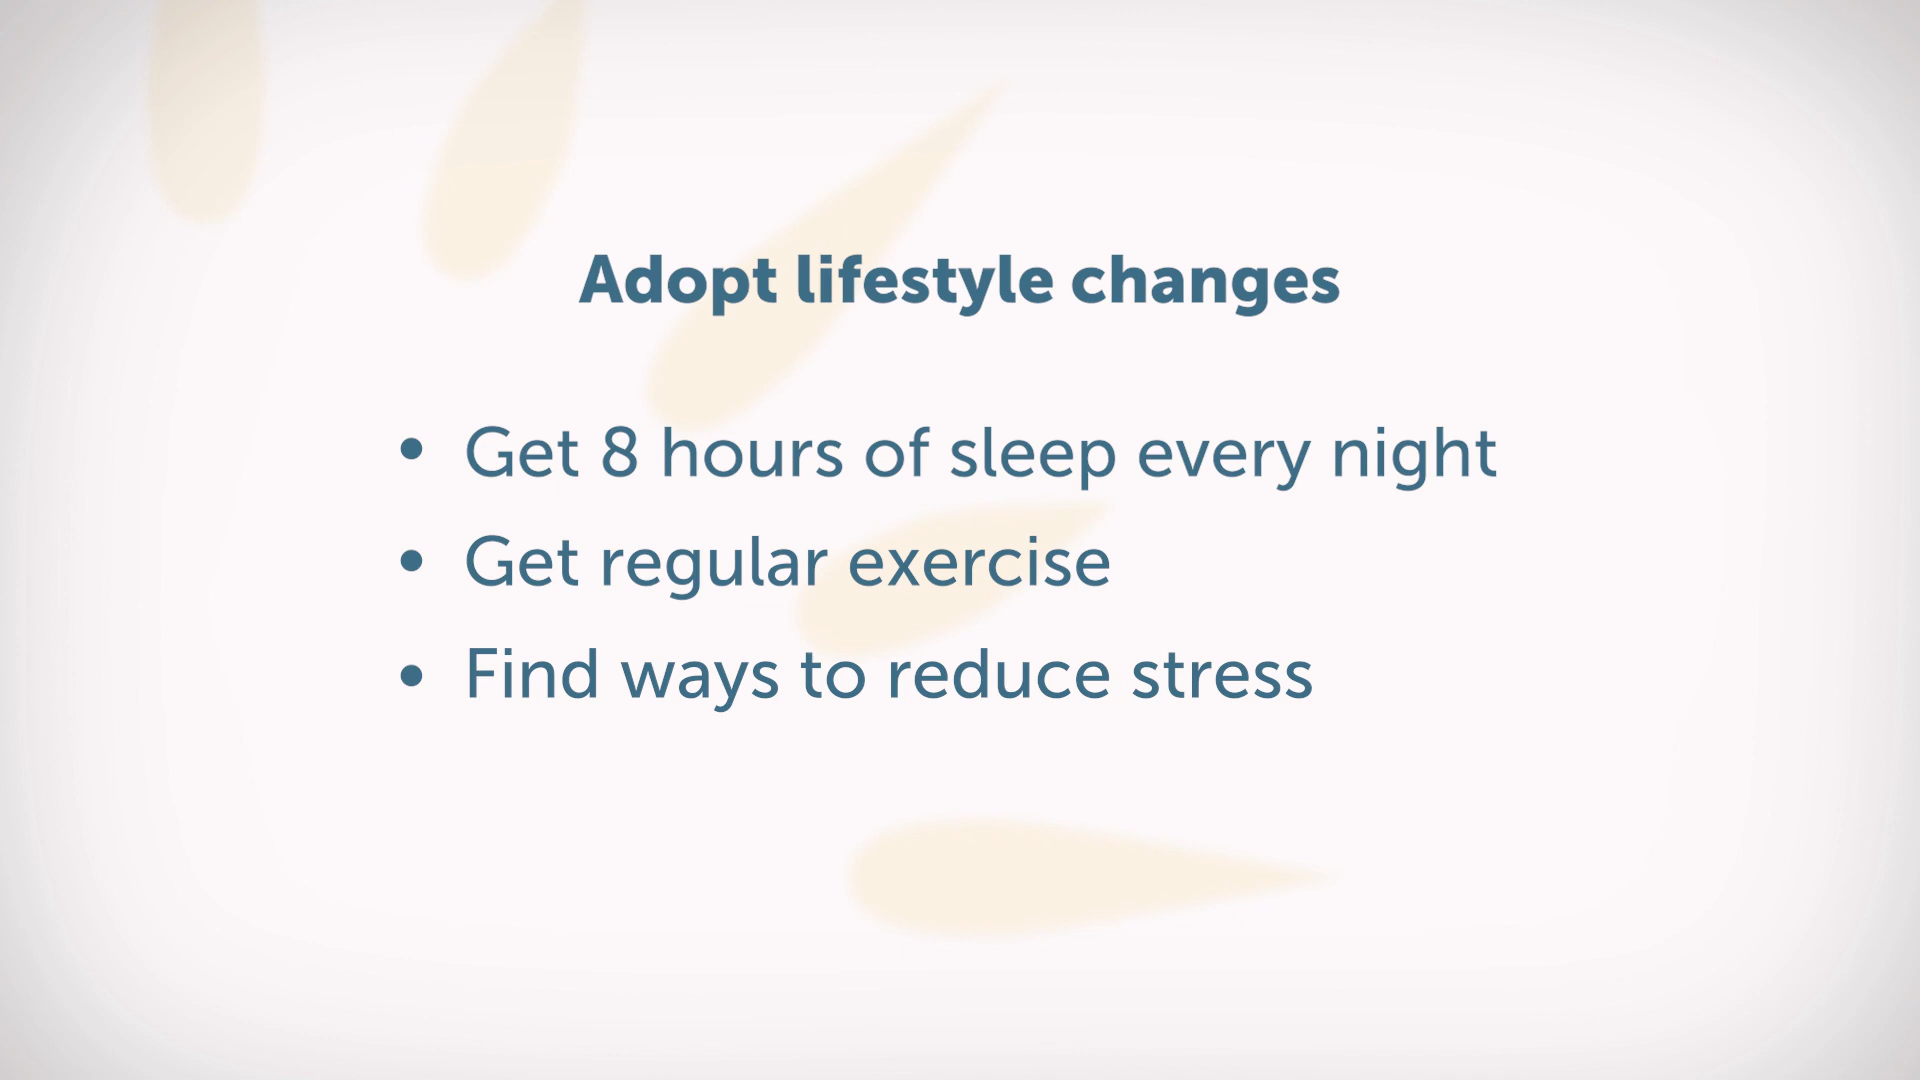 Adopt lifestyle changes
• Get 8 hours of sleep every night
• Get regular exercise
• Find ways to reduce stress